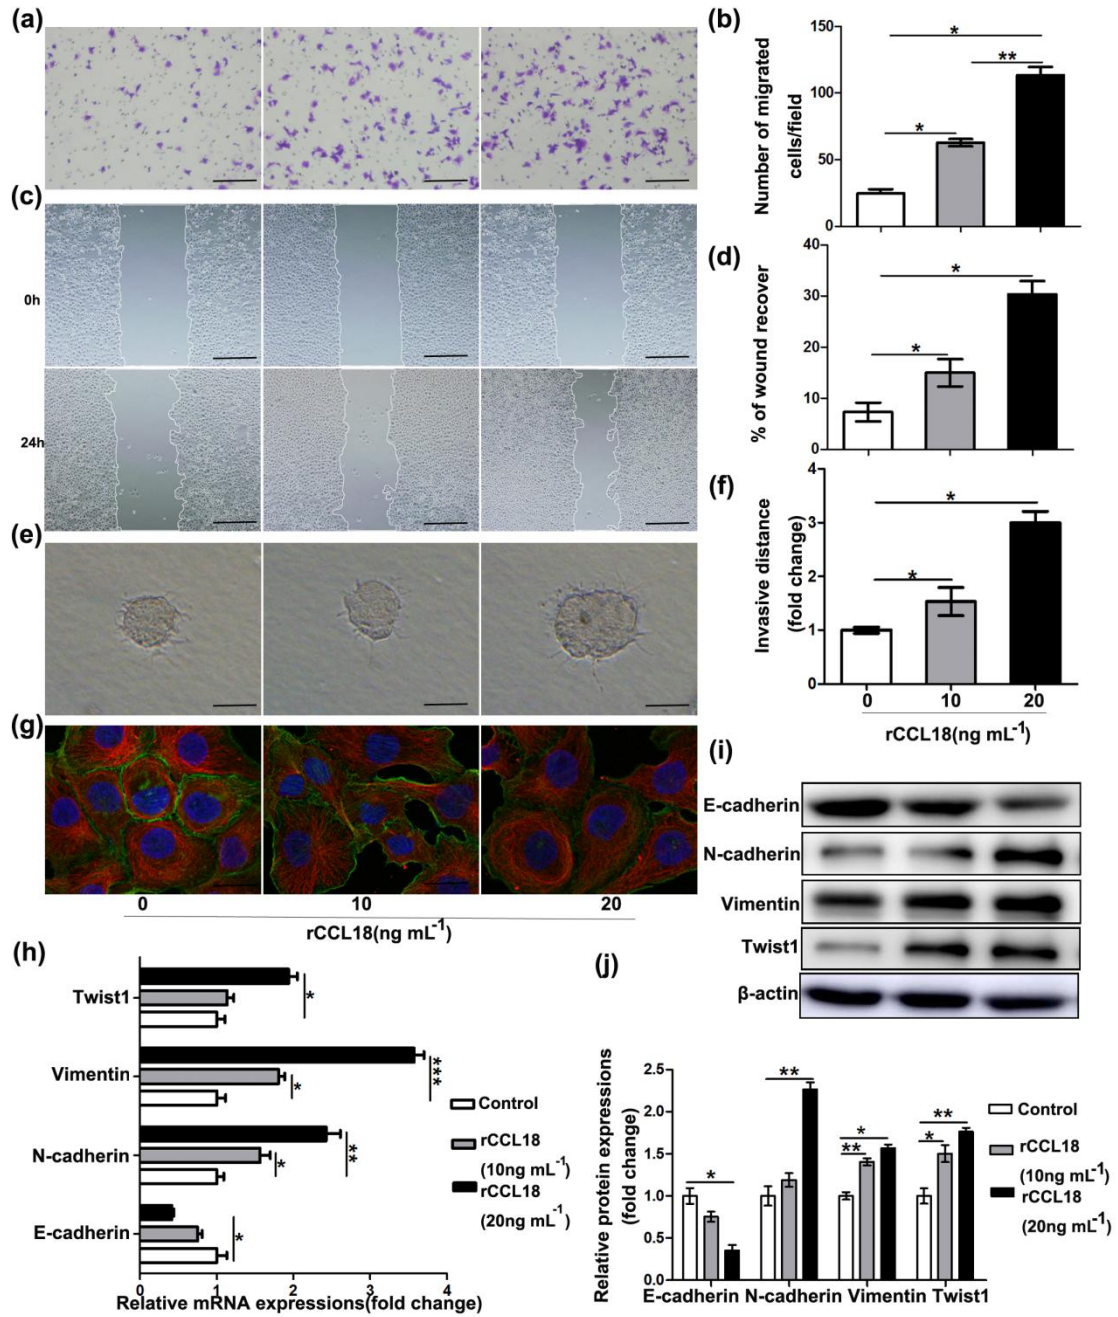 (a)
(b)
150
100
50
0
Number of migrated
cells/field
*
**
*
(c)
0h
24h
(d)
40
30
20
10
0
% of wound recover
*
*
(e)
(f)
4
3
2
1
0
Invasive distance
(fold change)
*
*
0 10 20
rCCL18(ng mL-1)
(g)
0 10 20
rCCL18(ng mL-1)
(h)
Twist1
Vimentin
N-cadherin
E-cadherin
*
***
*
**
*
*
0 1 2 3 4
Relative mRNA expressions(fold change)
Control
rCCL18
(10ng mL-1)
rCCL18
(20ng mL-1)
(i)
E-cadherin
N-cadherin
Vimentin
Twist1
β-actin
(j)
2.5
2.0
1.5
1.0
0.5
0.0
Relative protein expressions
(fold change)
*
**
*
**
**
*
E-cadherin N-cadherin Vimentin Twist1
Control
rCCL18
(10ng mL-1)
rCCL18
(20ng mL-1)